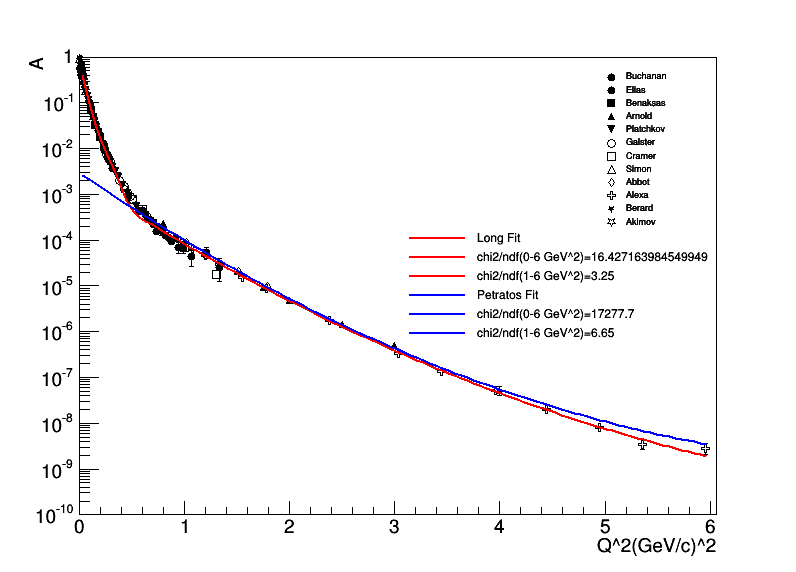 A
1
10^-1
10^-2
10^-3
10^-4
10^-5
10^-6
10^-7
10^-8
10^-9
10^-10
0 1 2 3 4 5 6
Q^2(GeV/c)^2
Buchanan
Elias
Benaksas
Arnold
Platchkov
Galster
Cramer
Simon
Abbot
Alexa
Berard
Akimov
Long Fit
chi2/ndf(0-6 GeV^2)=16.427163984549949
chi2/ndf(1-6 GeV^2)=3.25
Petratos Fit
chi2/ndf(0-6 GeV^2)=17277.7
chi2/ndf(1-6 GeV^2)=6.65